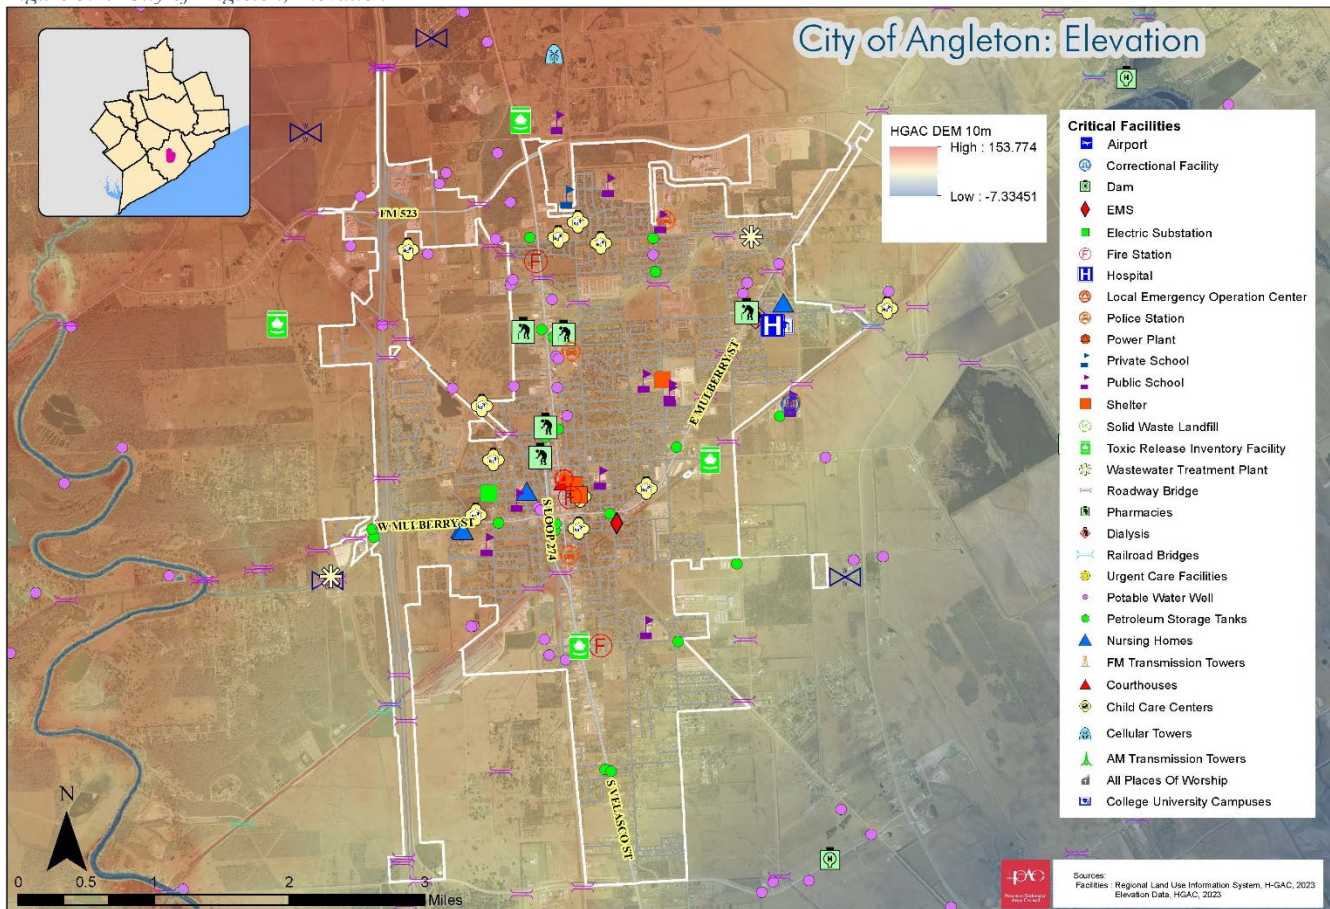 City of Angleton: Elevation
HGAC DEM 10m
High : 153.774
Low : -7.33451
Critical Facilities
Airport
Correctional Facility
Dam
EMS
Electric Substation
Fire Station
Hospital
Local Emergency Operation Center
Police Station
Power Plant
Private School
Public School
Shelter
Solid Waste Landfill
Toxic Release Inventory Facility
Wastewater Treatment Plant
Roadway Bridge
Pharmacies
Dialysis
Railroad Bridges
Urgent Care Facilities
Potable Water Well
Petroleum Storage Tanks
Nursing Homes
FM Transmission Towers
Courthouses
Child Care Centers
Cellular Towers
AM Transmission Towers
All Places Of Worship
College University Campuses
FM 523
E MULBERRY ST
W MULBERRY ST
S LOOP 274
S VELASCO ST
N
0 0.5 1 2 3
Miles
Sources:
Facilities : Regional Land Use Information System, H-GAC, 2023
Elevation Data, HGAC, 2023